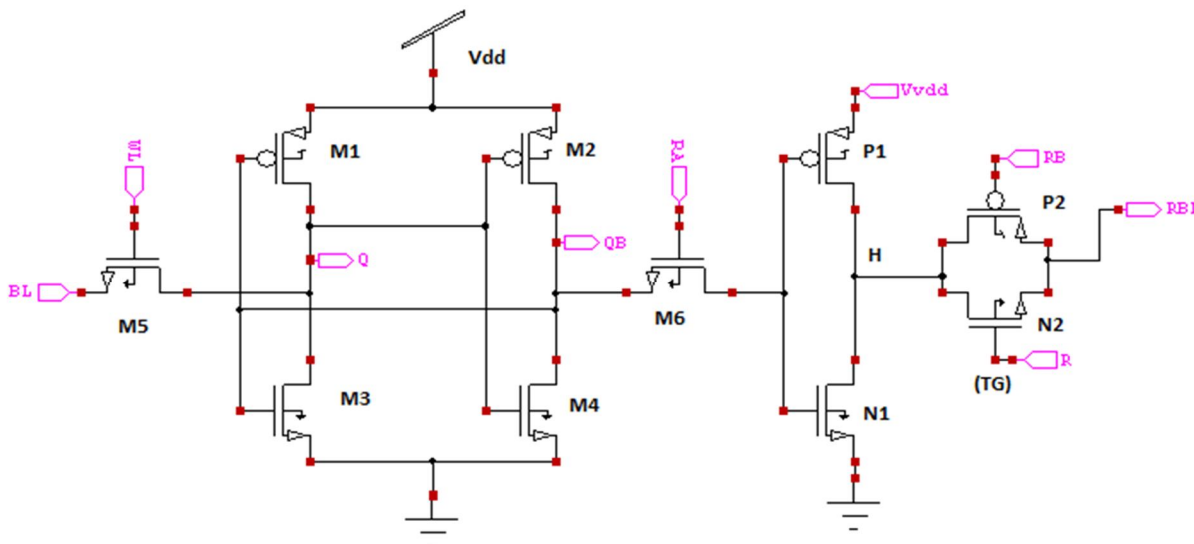 Vdd
Vvdd
WL
M1
M2
RA
P1
RB
P2
RBL
Q
QB
H
BL
M5
M6
N2
R
(TG)
M3
M4
N1